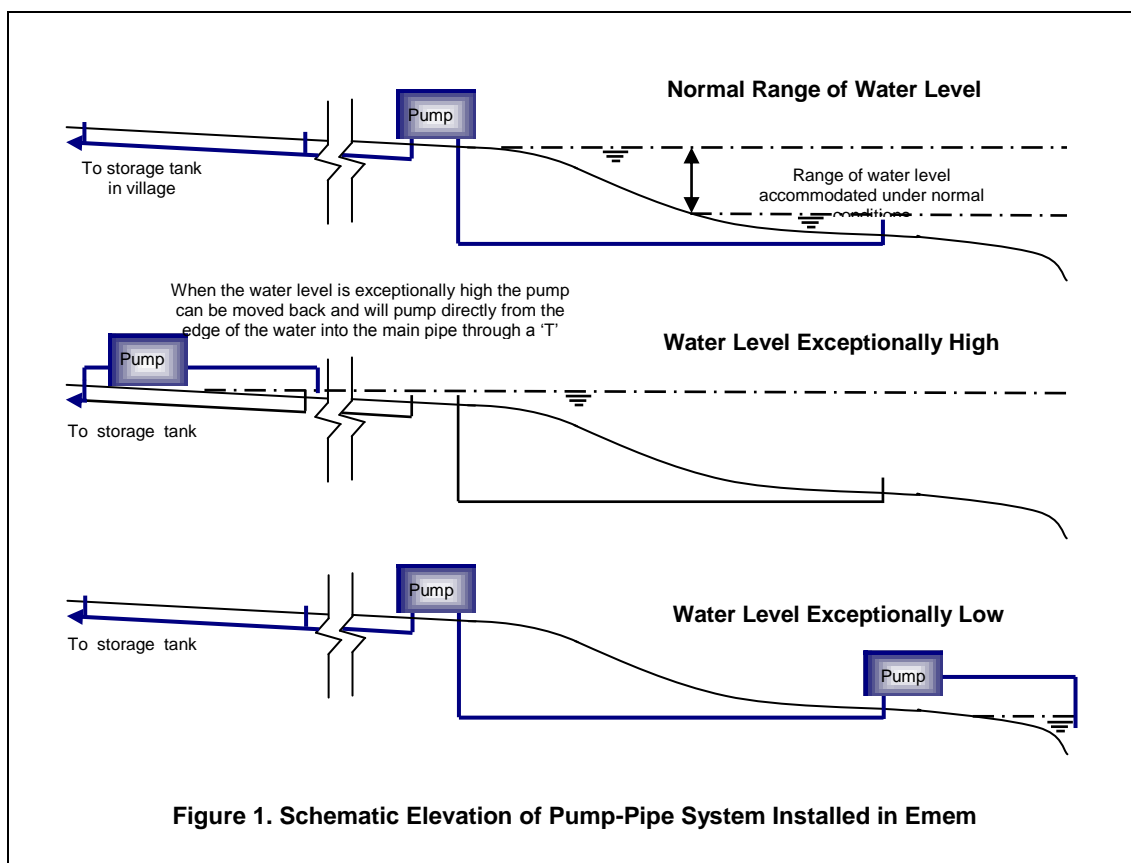 Normal Range of Water Level
Pump
To storage tank
in village
Range of water level
accommodated under normal
conditions
When the water level is exceptionally high the pump
can be moved back and will pump directly from the
edge of the water into the main pipe through a ‘T’
Water Level Exceptionally High
Pump
To storage tank
Pump
Water Level Exceptionally Low
To storage tank
Pump
Figure 1. Schematic Elevation of Pump-Pipe System Installed in Emem